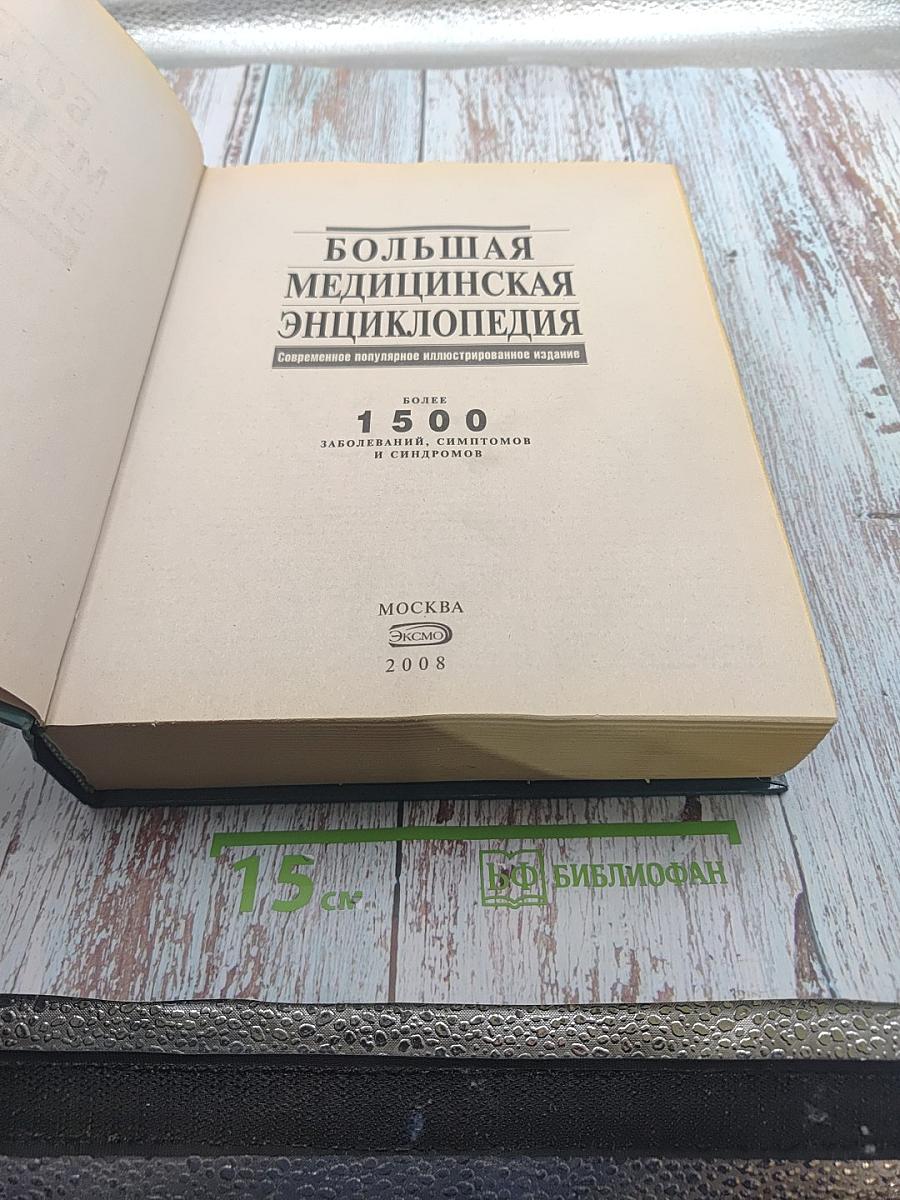 БОЛЬШАЯ
МЕДИЦИНСКАЯ
ЭНЦИКЛОПЕДИЯ
Современное популярное иллюстрированное издание
БОЛЕЕ
1500
ЗАБОЛЕВАНИЙ, СИМПТОМОВ
И СИНДРОМОВ
МОСКВА
ЭКСМО
2008
15 см
БФ БИБЛИОФАН